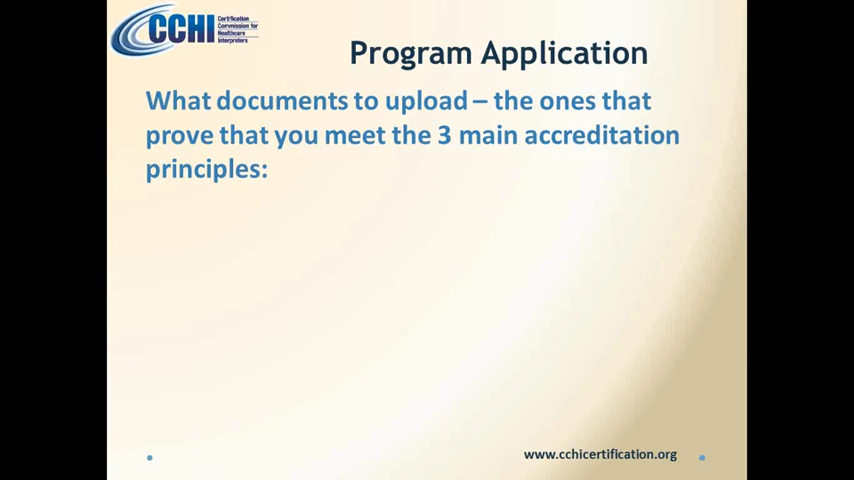 CCHI
Certification
Commission for
Healthcare
Interpreters
Program Application
What documents to upload – the ones that
prove that you meet the 3 main accreditation
principles:
www.cchicertification.org